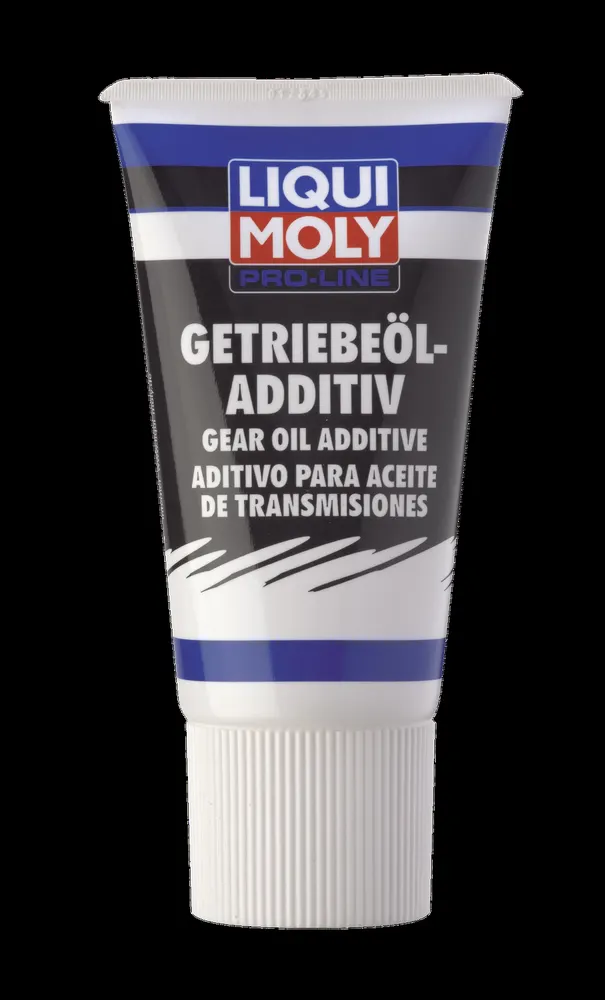 LIQUI
MOLY
PRO-LINE
GETRIEBEÖL-
ADDITIV
GEAR OIL ADDITIVE
ADITIVO PARA ACEITE
DE TRANSMISIONES